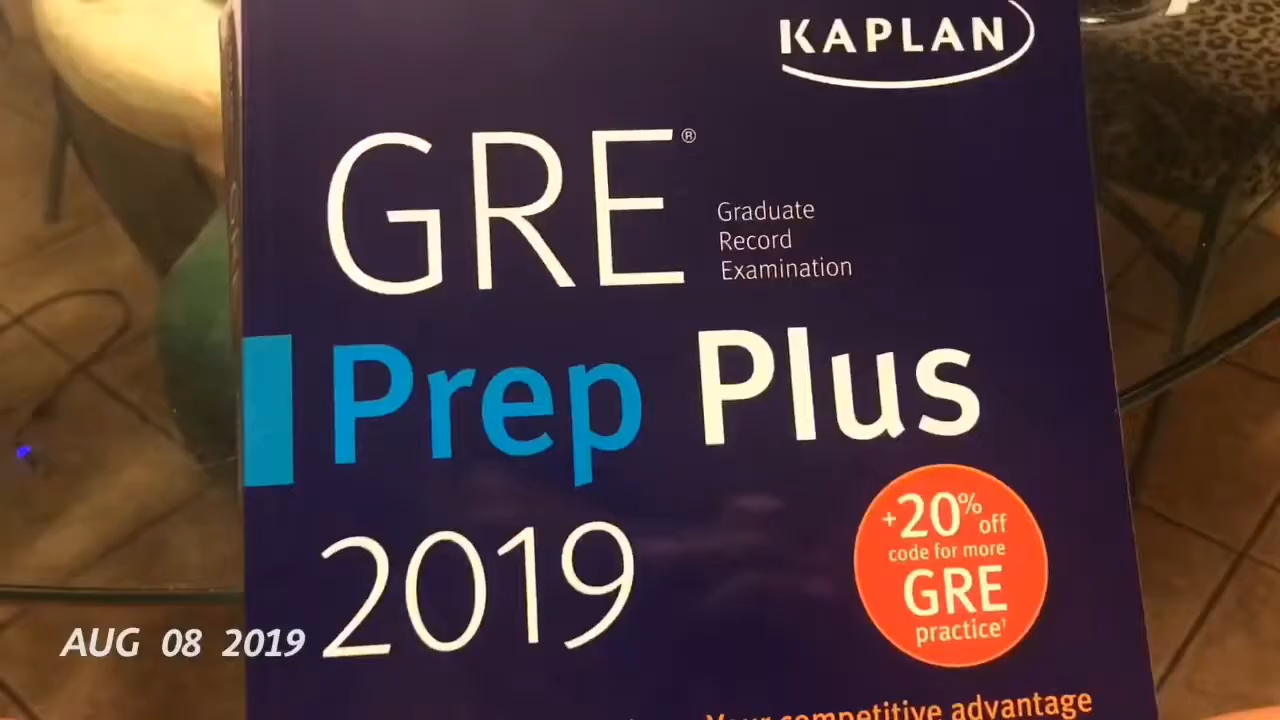 KAPLAN
GRE®
Graduate
Record
Examination
Prep Plus
2019
+20% off
code for more
GRE
practice†
AUG 08 2019
Your competitive advantage